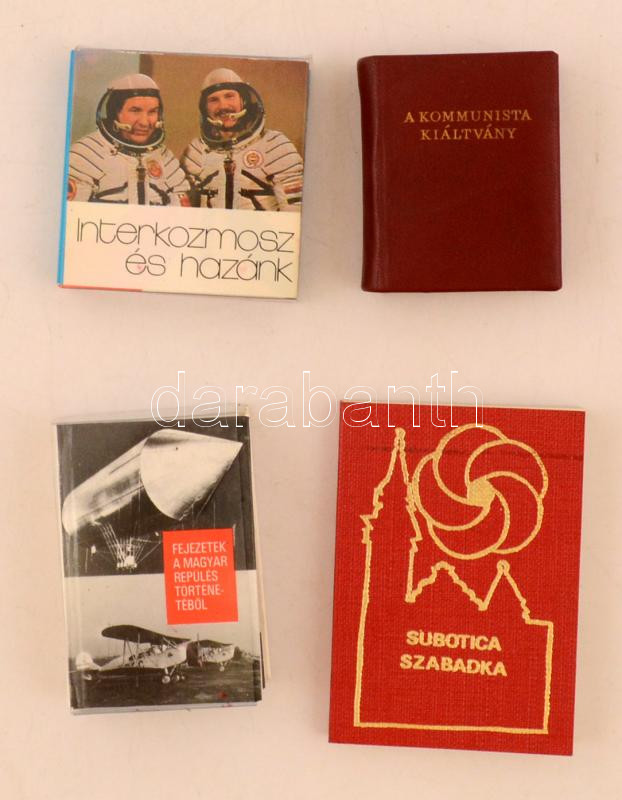 Interkozmosz
és hazánk
A KOMMUNISTA
KIÁLTVÁNY
darabanth
FEJEZETEK
A MAGYAR
REPÜLÉS
TÖRTÉNE-
TÉBŐL
SUBOTICA
SZABADKA